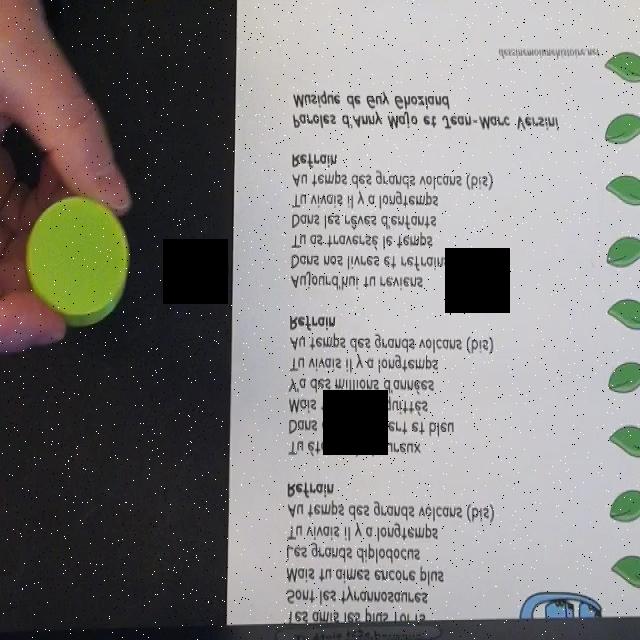 Tes amis les plus forts
Sont les tyrannosaures
Mais tu aimes encore plus
Les grands diplodocus
Tu vivais il y a longtemps
Au temps des grands volcans (bis)
Refrain
Tu
Dans et bleu
Mais
Y'a des millions d'années
Tu vivais il y a longtemps
Au temps des grands volcans (bis)
Refrain
Aujourd'hui tu reviens
Dans nos livres et refrain
Tu as traversé le temps
Dans les rêves d'enfants
Tu vivais il y a longtemps
Au temps des grands volcans (bis)
Refrain
Paroles d'Anny Majo et Jean-Marc Versini
Musique de Guy Ghozland
dessinemoiunehistoire.net